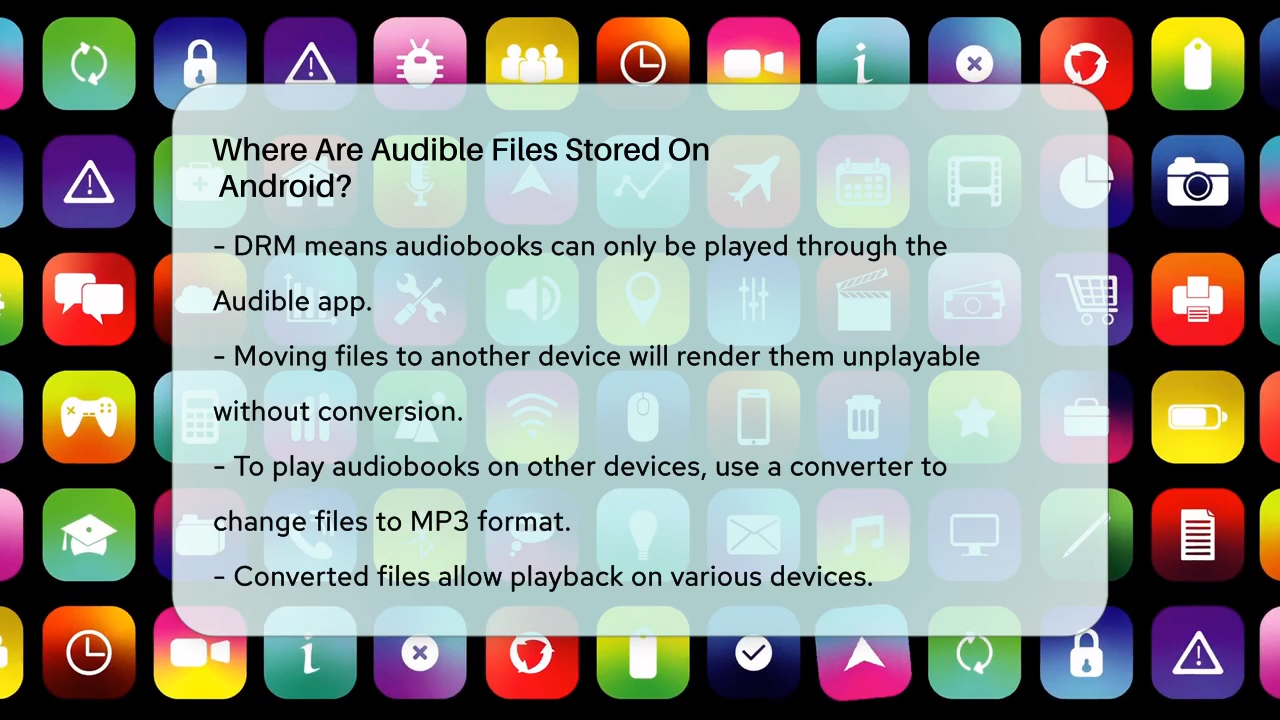 Where Are Audible Files Stored On
Android?
– DRM means audiobooks can only be played through the
Audible app.
– Moving files to another device will render them unplayable
without conversion.
– To play audiobooks on other devices, use a converter to
change files to MP3 format.
– Converted files allow playback on various devices.